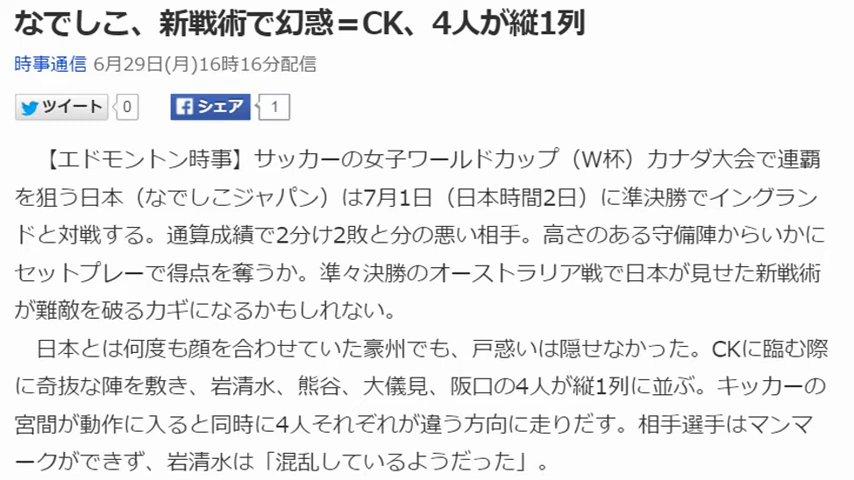 なでしこ、新戦術で幻惑＝CK、4人が縦1列
時事通信 6月29日(月)16時16分配信
ツイート 0 シェア 1
【エドモントン時事】サッカーの女子ワールドカップ（W杯）カナダ大会で連覇
を狙う日本（なでしこジャパン）は7月1日（日本時間2日）に準決勝でイングラン
ドと対戦する。通算成績で2分け2敗と分の悪い相手。高さのある守備陣からいかに
セットプレーで得点を奪うか。準々決勝のオーストラリア戦で日本が見せた新戦術
が難敵を破るカギになるかもしれない。
日本とは何度も顔を合わせていた豪州でも、戸惑いは隠せなかった。CKに臨む際
に奇抜な陣を敷き、岩清水、熊谷、大儀見、阪口の4人が縦1列に並ぶ。キッカーの
宮間が動作に入ると同時に4人それぞれが違う方向に走りだす。相手選手はマンマ
ークができず、岩清水は「混乱しているようだった」。